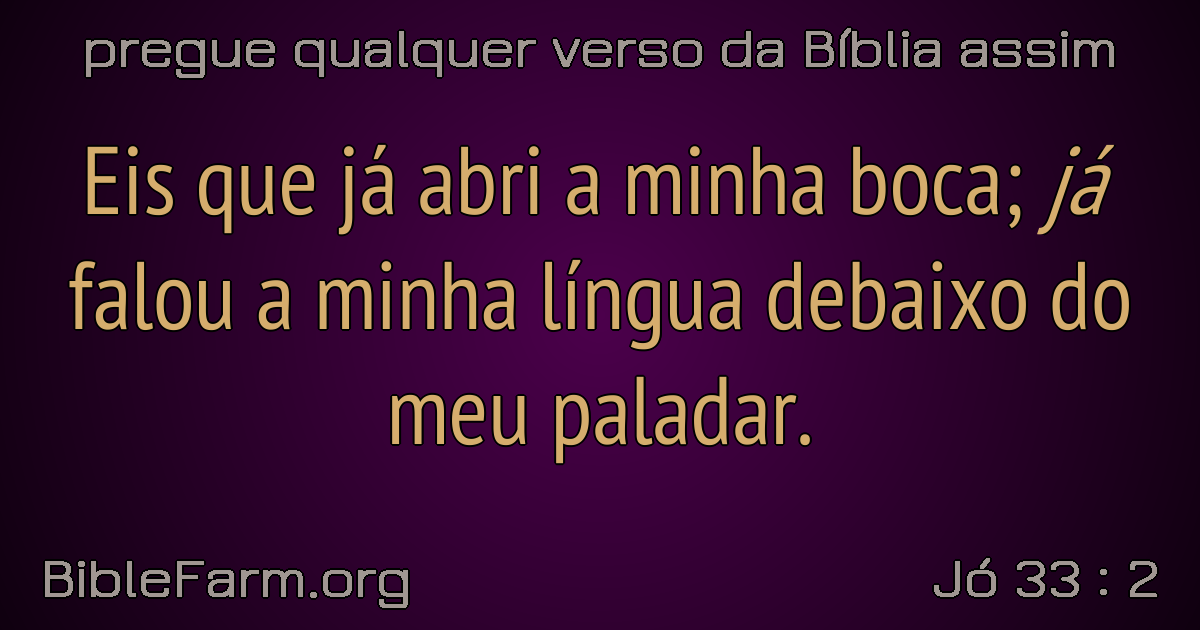 pregue qualquer verso da Bíblia assim
Eis que já abri a minha boca; já
falou a minha língua debaixo do
meu paladar.
BibleFarm.org
Jó 33 : 2